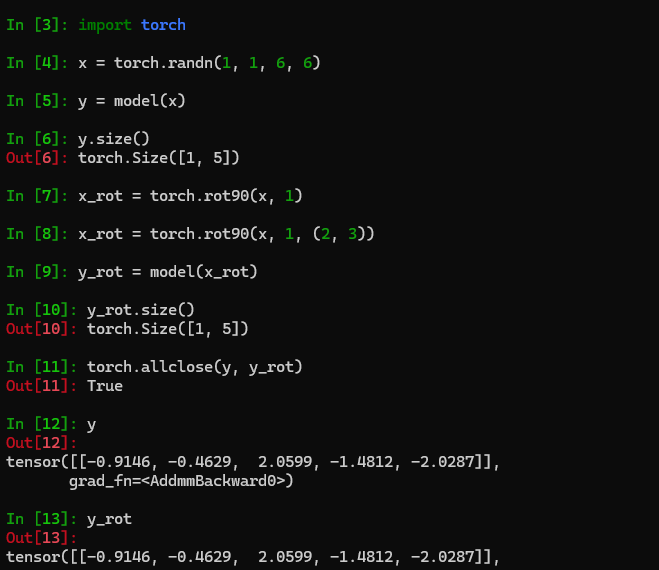 In [3]: import torch
In [4]: x = torch.randn(1, 1, 6, 6)
In [5]: y = model(x)
In [6]: y.size()
Out[6]: torch.Size([1, 5])
In [7]: x_rot = torch.rot90(x, 1)
In [8]: x_rot = torch.rot90(x, 1, (2, 3))
In [9]: y_rot = model(x_rot)
In [10]: y_rot.size()
Out[10]: torch.Size([1, 5])
In [11]: torch.allclose(y, y_rot)
Out[11]: True
In [12]: y
Out[12]:
tensor([[-0.9146, -0.4629,  2.0599, -1.4812, -2.0287]],
       grad_fn=<AddmmBackward0>)
In [13]: y_rot
Out[13]:
tensor([[-0.9146, -0.4629,  2.0599, -1.4812, -2.0287]],